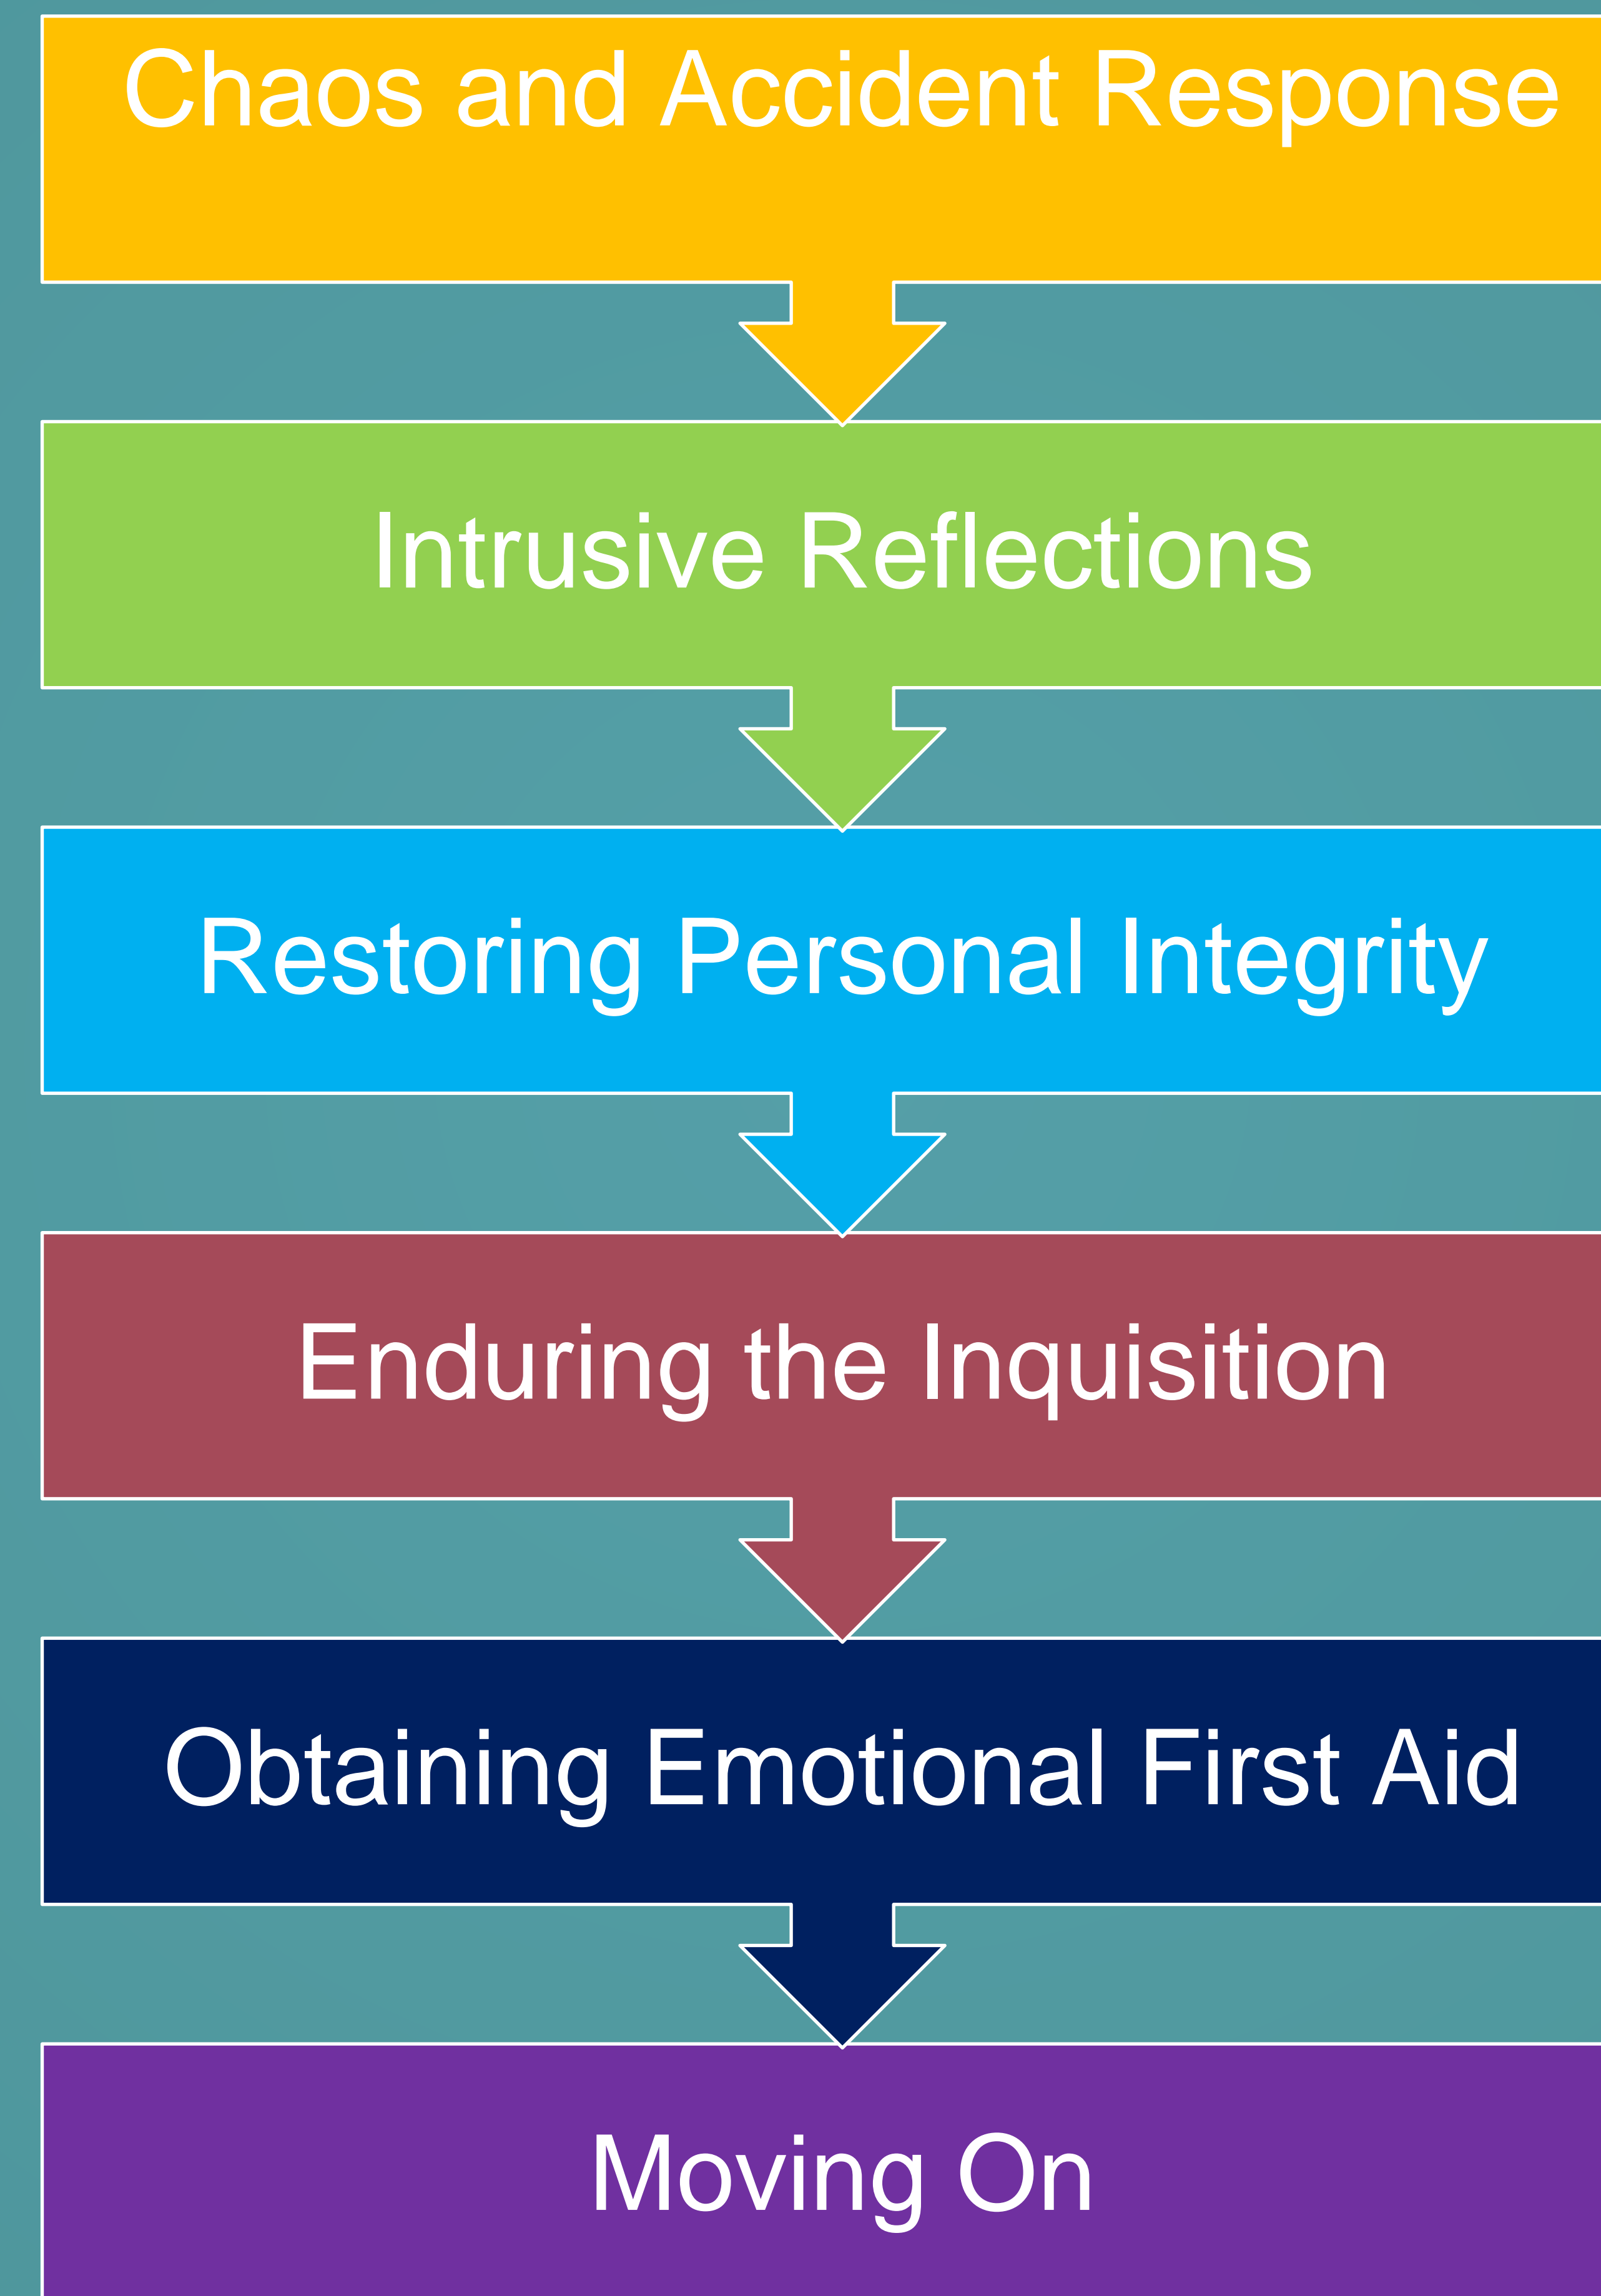 Chaos and Accident Response
Intrusive Reflections
Restoring Personal Integrity
Enduring the Inquisition
Obtaining Emotional First Aid
Moving On